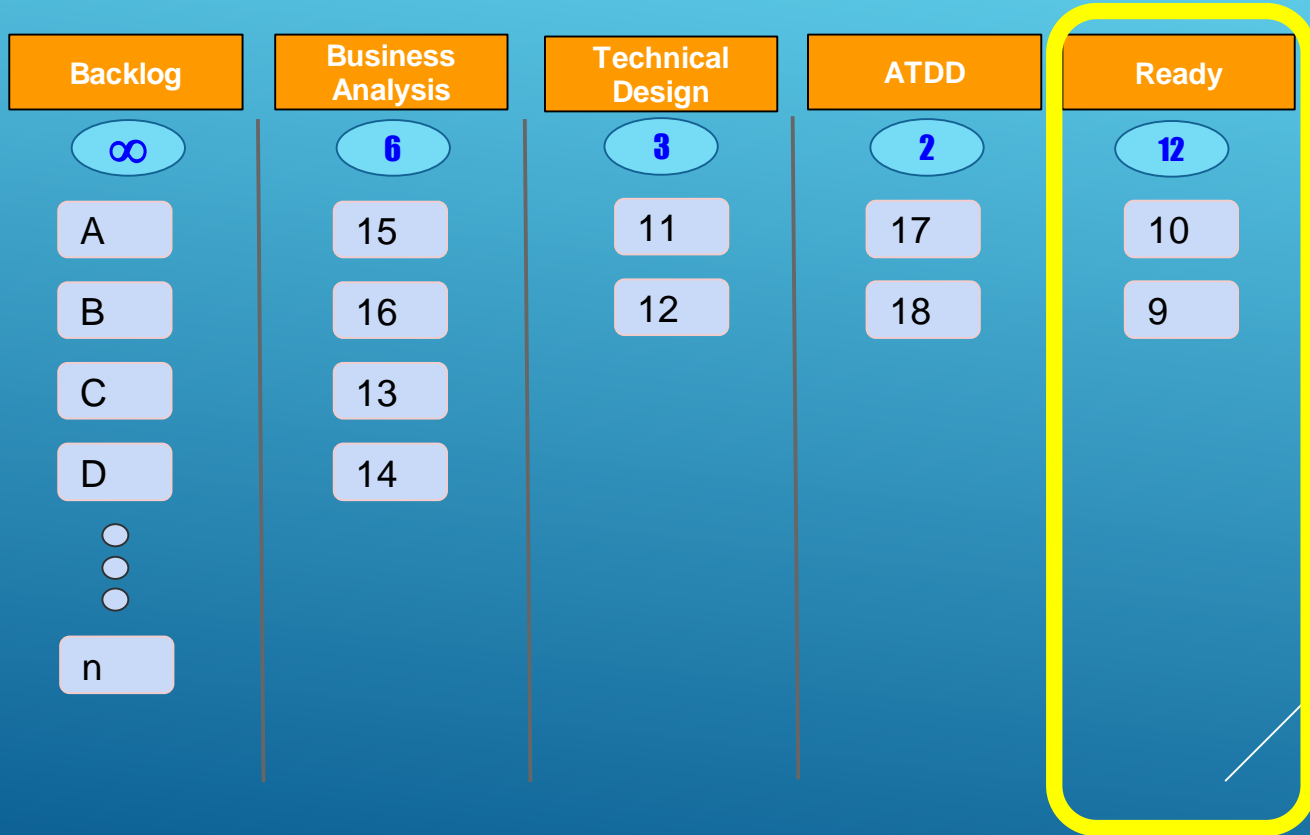 Backlog
Business
Analysis
Technical
Design
ATDD
Ready
∞
6
3
2
12
A
15
11
17
10
B
16
12
18
9
C
13
D
14
n